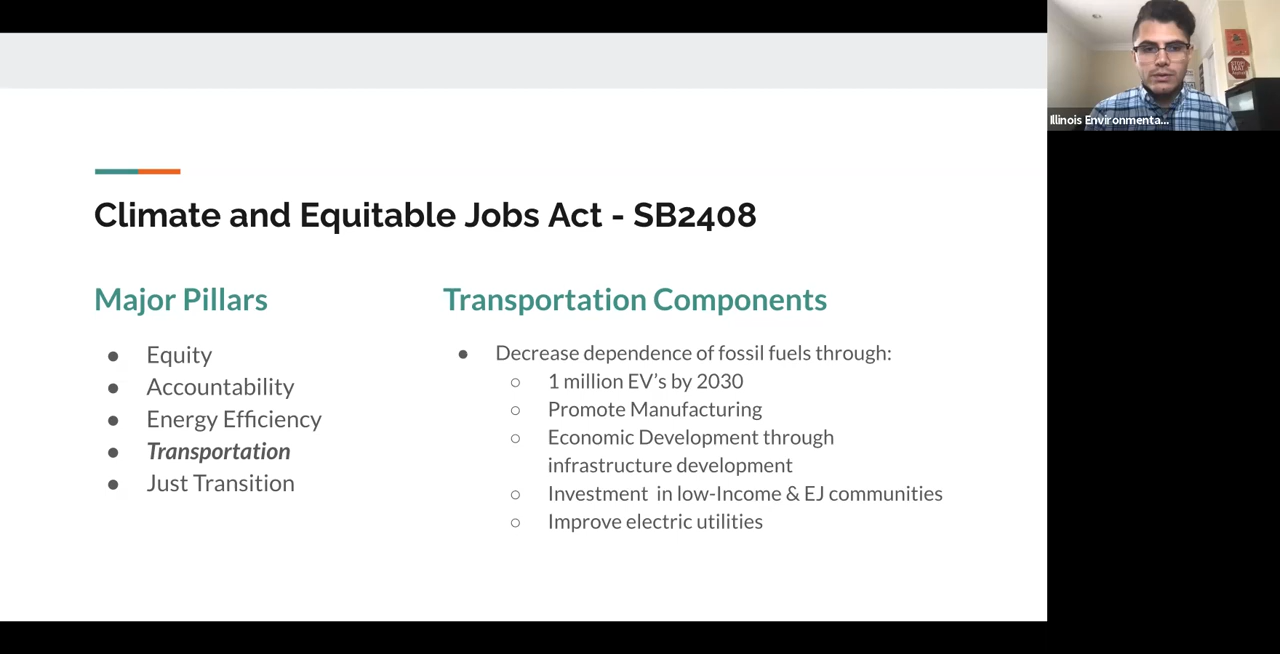 Climate and Equitable Jobs Act - SB2408
Major Pillars
Equity
Accountability
Energy Efficiency
Transportation
Just Transition
Transportation Components
Decrease dependence of fossil fuels through:
1 million EV's by 2030
Promote Manufacturing
Economic Development through
infrastructure development
Investment in low-Income & EJ communities
Improve electric utilities
Illinois Environmenta...